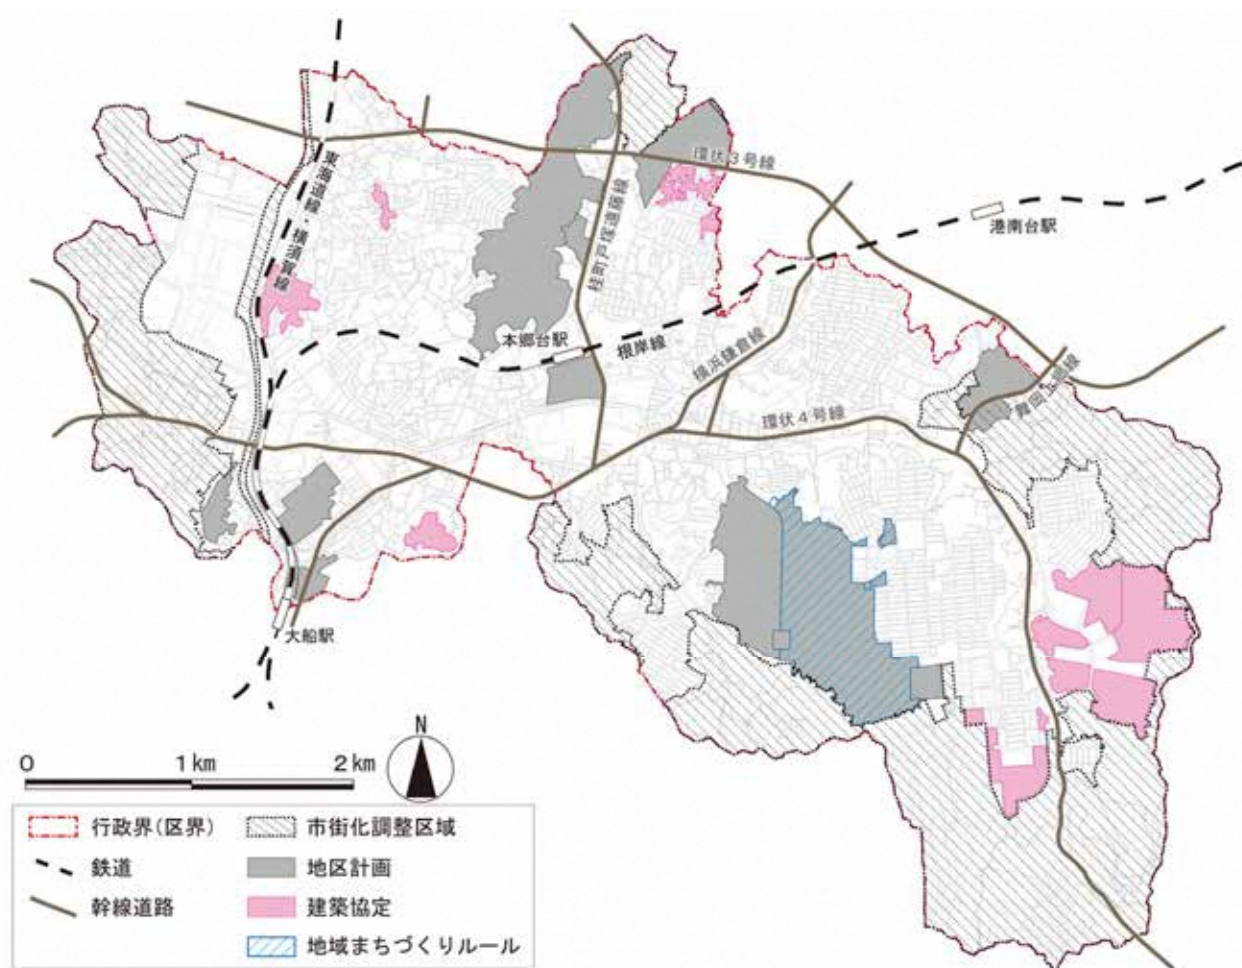 環状3号線
東海道線・横須賀線
桂町戸塚遠藤線
港南台駅
本郷台駅
根岸線
横浜鎌倉線
環状4号線
舞岡上郷線
大船駅
N
0 1km 2km
行政界(区界)
市街化調整区域
鉄道
地区計画
幹線道路
建築協定
地域まちづくりルール